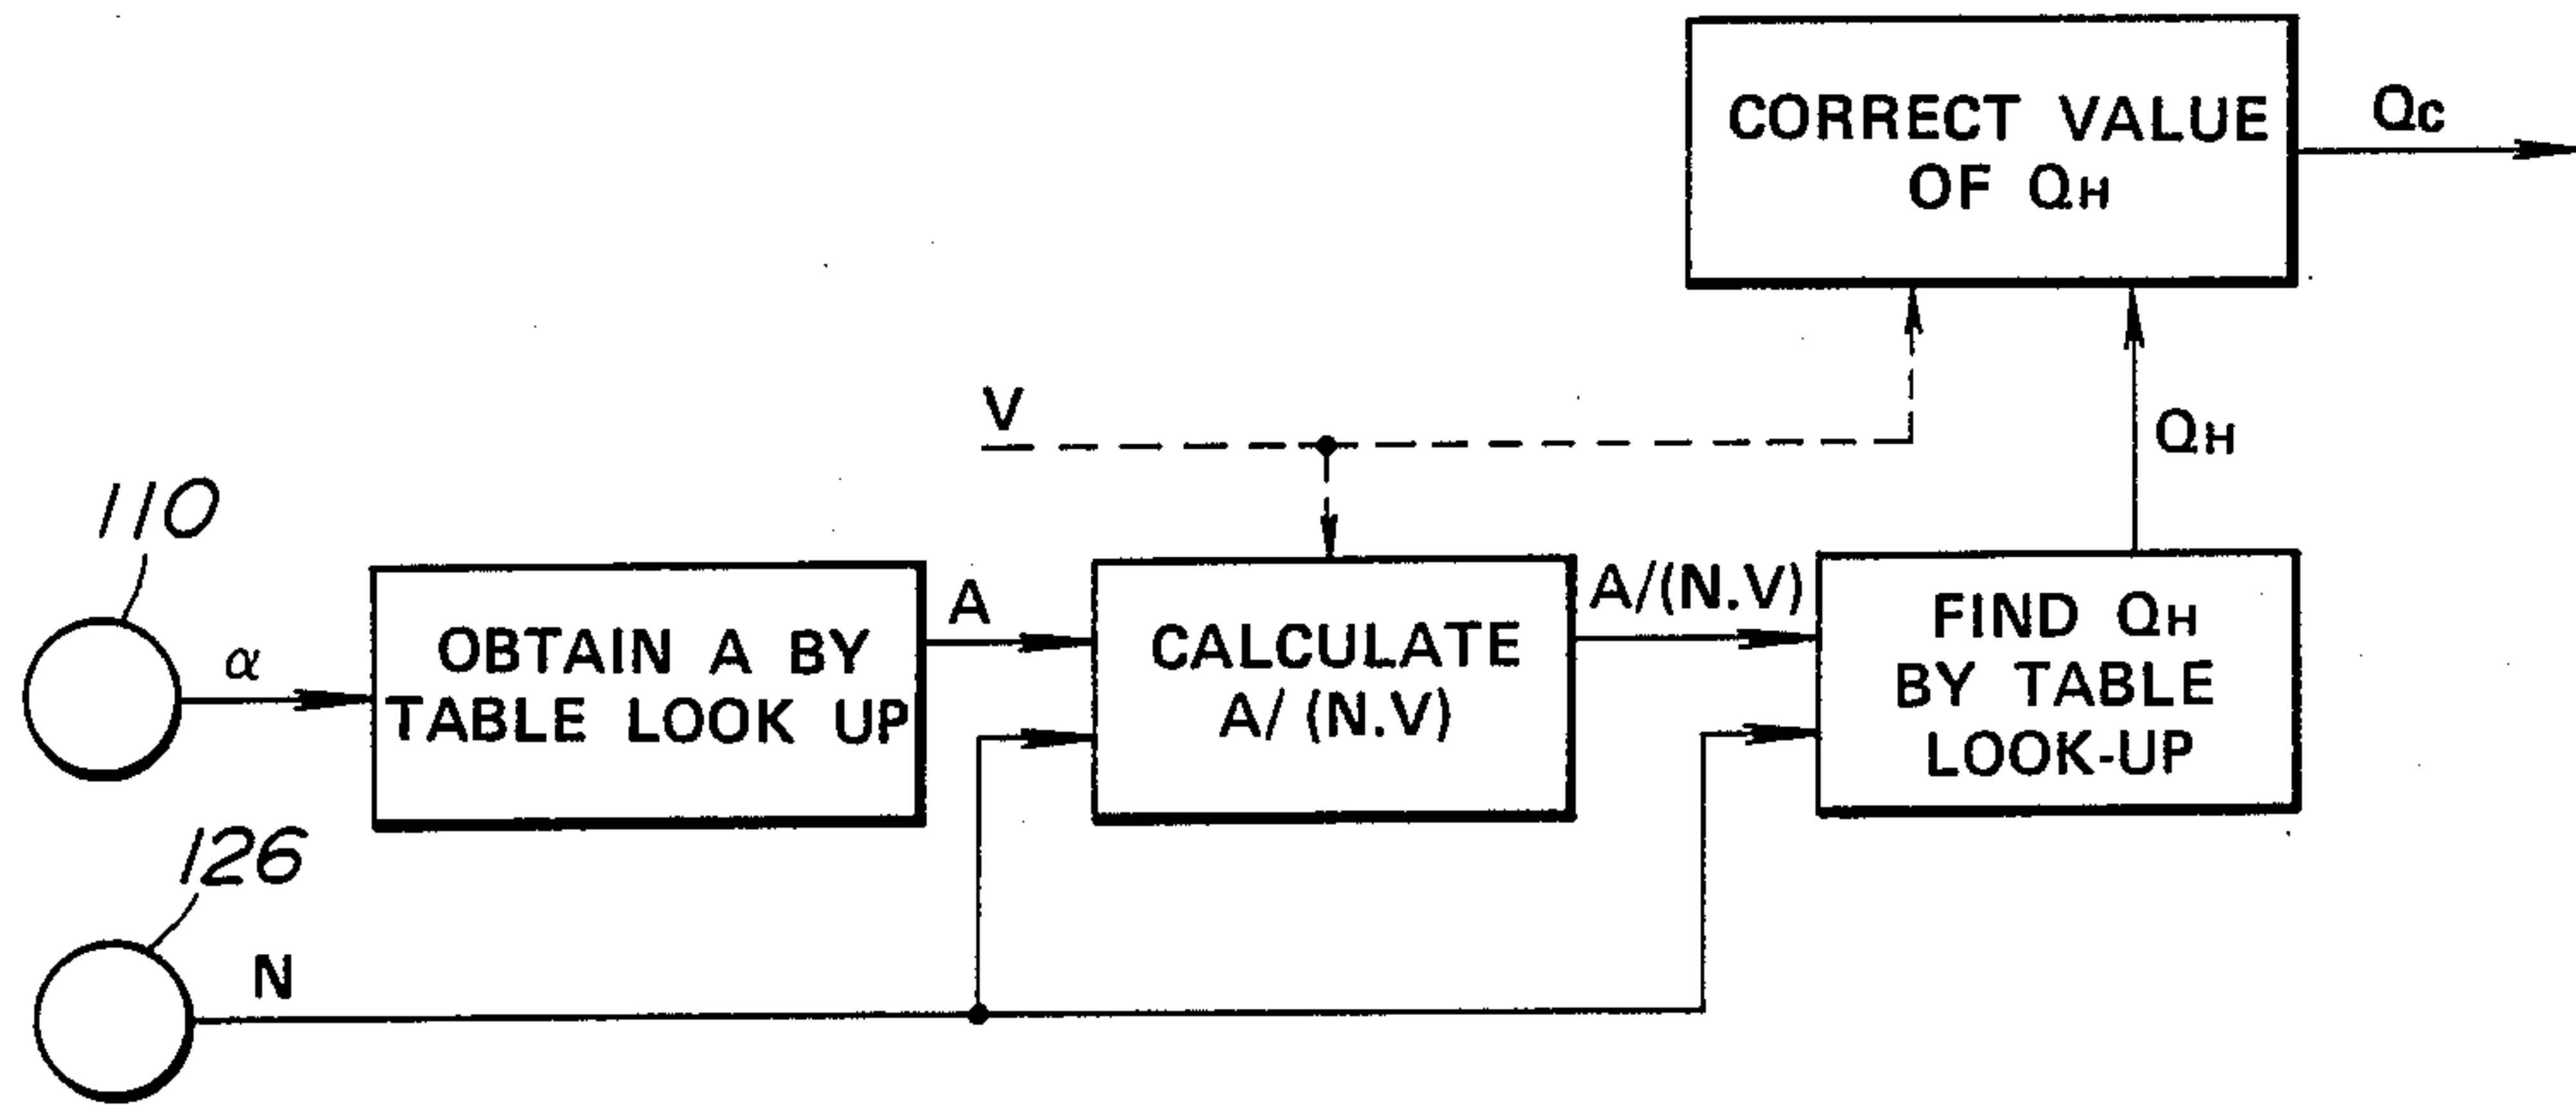 CORRECT VALUE
OF QH
QC
V
QH
110
α
OBTAIN A BY
TABLE LOOK UP
A
CALCULATE
A/(N.V)
A/(N.V)
FIND QH
BY TABLE
LOOK-UP
126
N